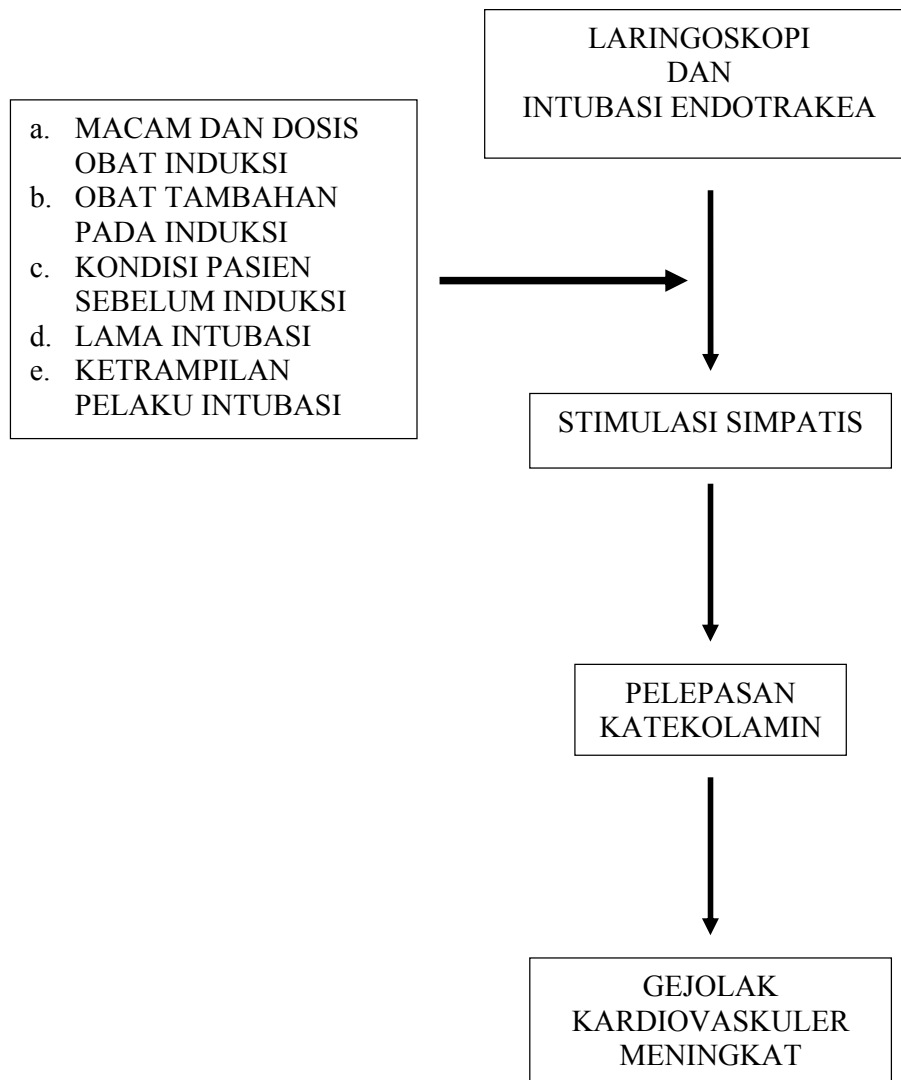 LARINGOSKOPI
DAN
INTUBASI ENDOTRAKEA
a. MACAM DAN DOSIS
OBAT INDUKSI
b. OBAT TAMBAHAN
PADA INDUKSI
c. KONDISI PASIEN
SEBELUM INDUKSI
d. LAMA INTUBASI
e. KETRAMPILAN
PELAKU INTUBASI
STIMULASI SIMPATIS
PELEPASAN
KATEKOLAMIN
GEJOLAK
KARDIOVASKULER
MENINGKAT